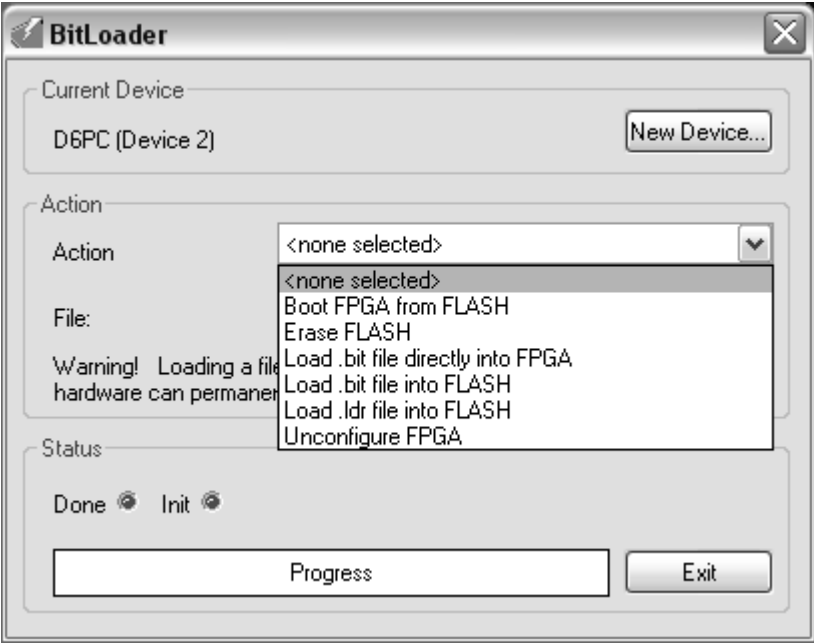 BitLoader
Current Device
D6PC (Device 2)
New Device...
Action
Action
<none selected>
<none selected>
Boot FPGA from FLASH
Erase FLASH
Load .bit file directly into FPGA
Load .bit file into FLASH
Load .ldr file into FLASH
Unconfigure FPGA
File:
Warning! Loading a file
hardware can
Status
Done Init
Progress
Exit